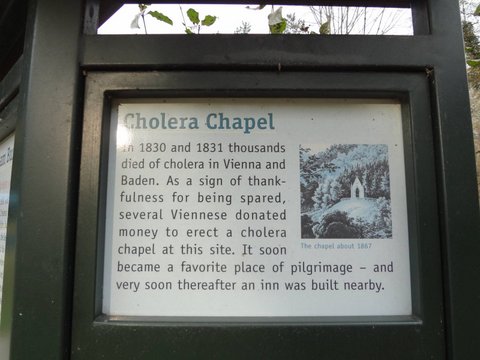 Cholera Chapel
In 1830 and 1831 thousands
died of cholera in Vienna and
Baden. As a sign of thank-
fulness for being spared,
several Viennese donated
money to erect a cholera
chapel at this site. It soon
became a favorite place of pilgrimage – and
very soon thereafter an inn was built nearby.
The chapel about 1867